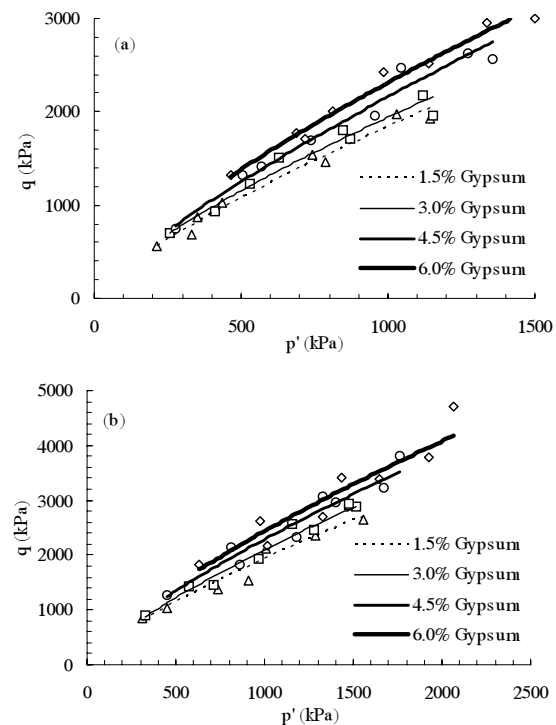 3000
(a)
2000
q (kPa)
1.5% Gypsum
3.0% Gypsum
1000
4.5% Gypsum
6.0% Gypsum
0
0 500 1000 1500
p' (kPa)
5000
(b)
4000
3000
q (kPa)
1.5% Gypsum
2000
3.0% Gypsum
4.5% Gypsum
1000
6.0% Gypsum
0
0 500 1000 1500 2000 2500
p' (kPa)